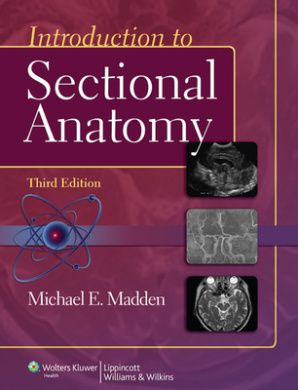 Introduction to
Sectional
Anatomy
Third Edition
Michael E. Madden
Wolters Kluwer
Health
Lippincott
Williams & Wilkins